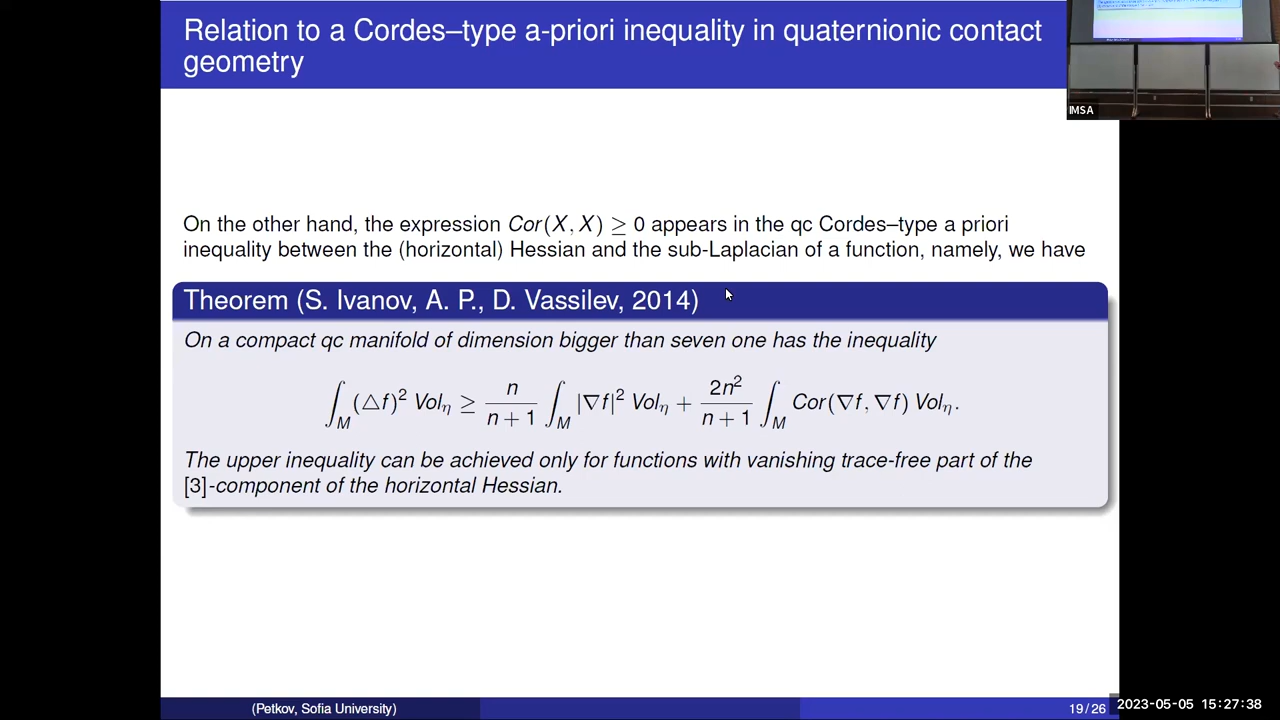 Relation to a Cordes–type a-priori inequality in quaternionic contact
geometry
IMSA
On the other hand, the expression Cor(X, X) ≥ 0 appears in the qc Cordes–type a priori
inequality between the (horizontal) Hessian and the sub-Laplacian of a function, namely, we have
Theorem (S. Ivanov, A. P., D. Vassilev, 2014)
On a compact qc manifold of dimension bigger than seven one has the inequality
∫_M (△f)² Vol_η ≥ n/(n + 1) ∫_M |∇f|² Vol_η + 2n²/(n + 1) ∫_M Cor(∇f, ∇f) Vol_η.
The upper inequality can be achieved only for functions with vanishing trace-free part of the
[3]-component of the horizontal Hessian.
(Petkov, Sofia University)
19 / 26
2023-05-05 15:27:38